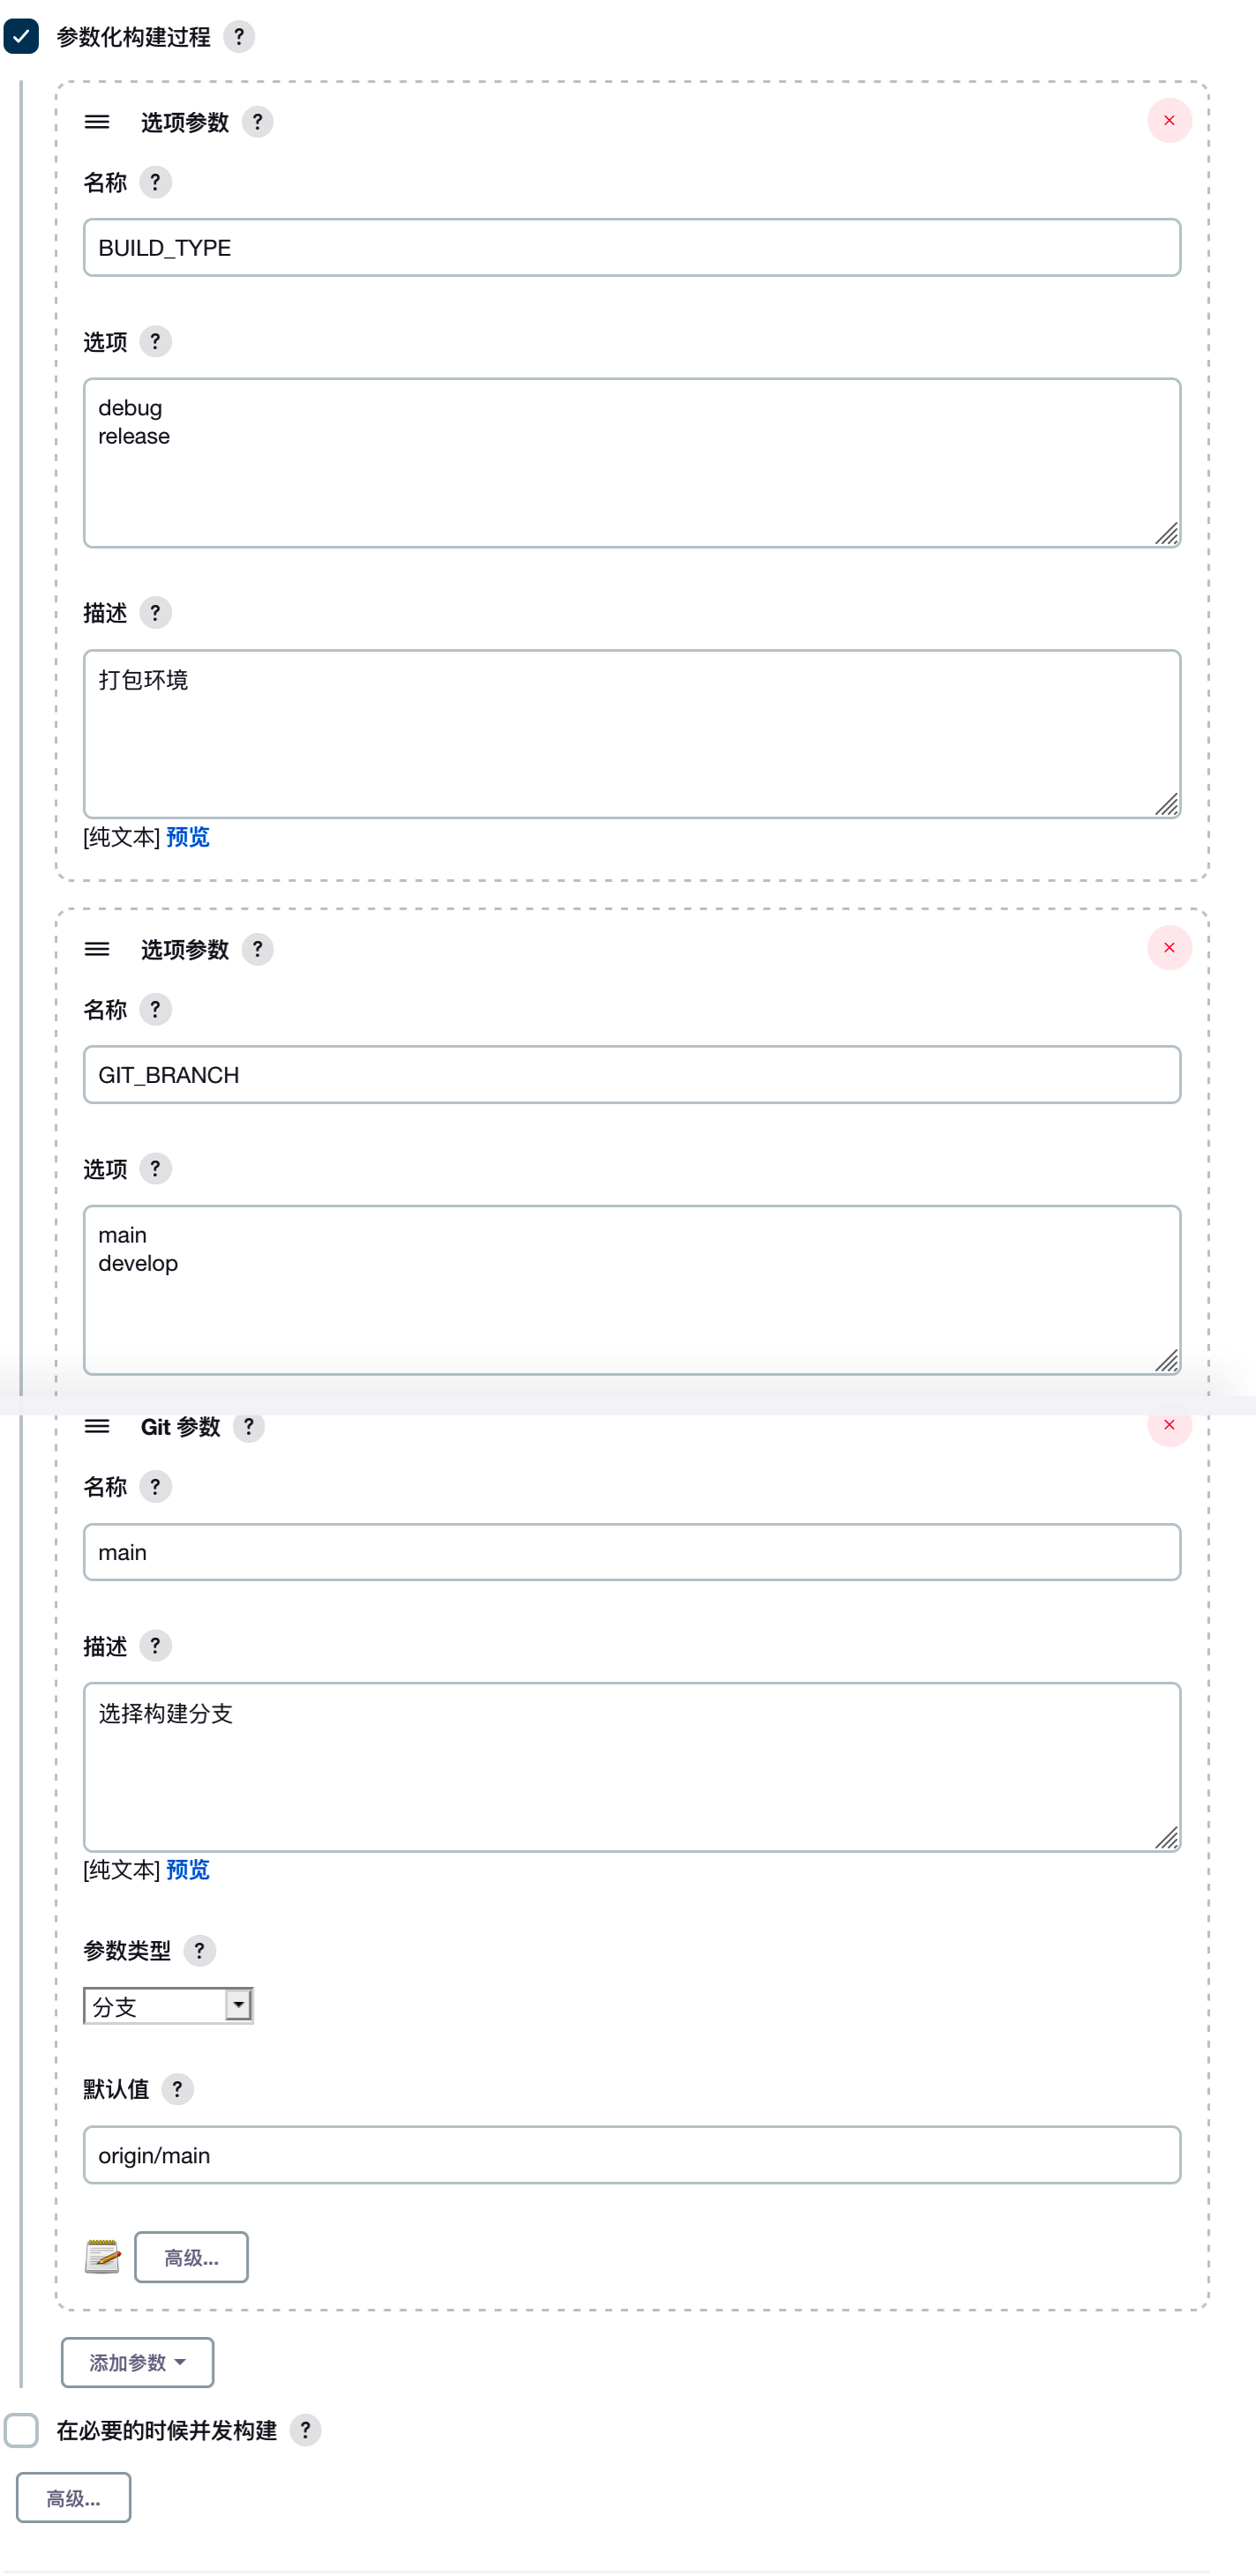 参数化构建过程 ?
选项参数 ?
×
名称 ?
BUILD_TYPE
选项 ?
debug
release
描述 ?
打包环境
[纯文本] 预览
选项参数 ?
×
名称 ?
GIT_BRANCH
选项 ?
main
develop
Git 参数 ?
×
名称 ?
main
描述 ?
选择构建分支
[纯文本] 预览
参数类型 ?
分支
默认值 ?
origin/main
高级...
添加参数
在必要的时候并发构建 ?
高级...